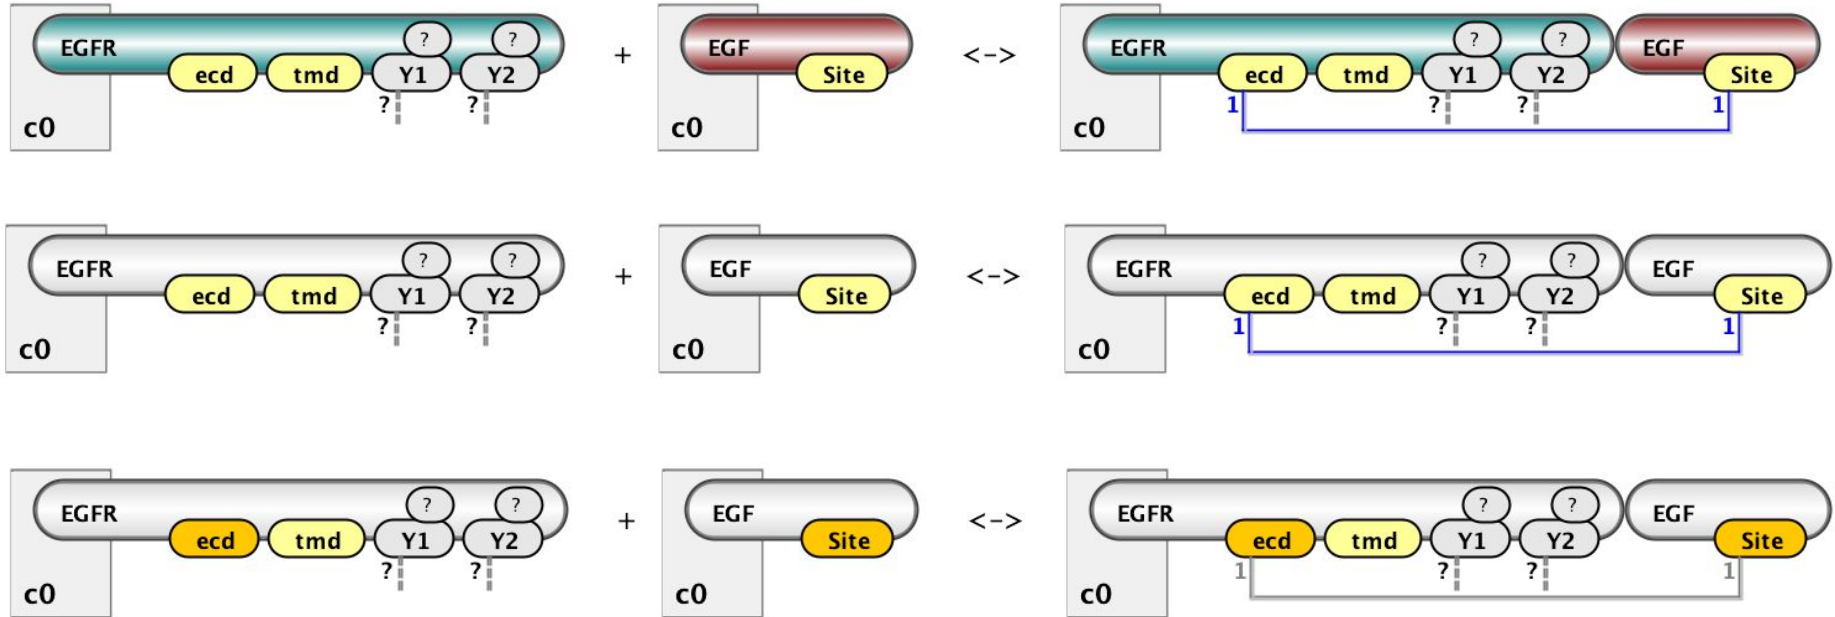 EGFR ecd tmd Y1 ? Y2 ? ? ? c0 + EGF Site c0 <-> EGFR ecd tmd Y1 ? Y2 ? EGF Site 1 ? ? 1 c0
EGFR ecd tmd Y1 ? Y2 ? ? ? c0 + EGF Site c0 <-> EGFR ecd tmd Y1 ? Y2 ? EGF Site 1 ? ? 1 c0
EGFR ecd tmd Y1 ? Y2 ? ? ? c0 + EGF Site c0 <-> EGFR ecd tmd Y1 ? Y2 ? EGF Site 1 ? ? 1 c0